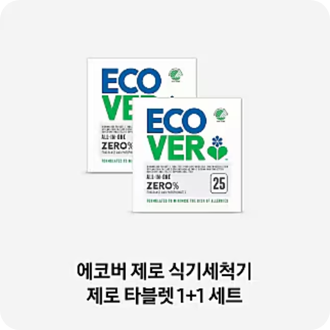 ECO
VER
ALL-IN-ONE
ZERO%
ECO
VER
ALL-IN-ONE
ZERO%
25
에코버 제로 식기세척기
제로 타블렛 1+1 세트